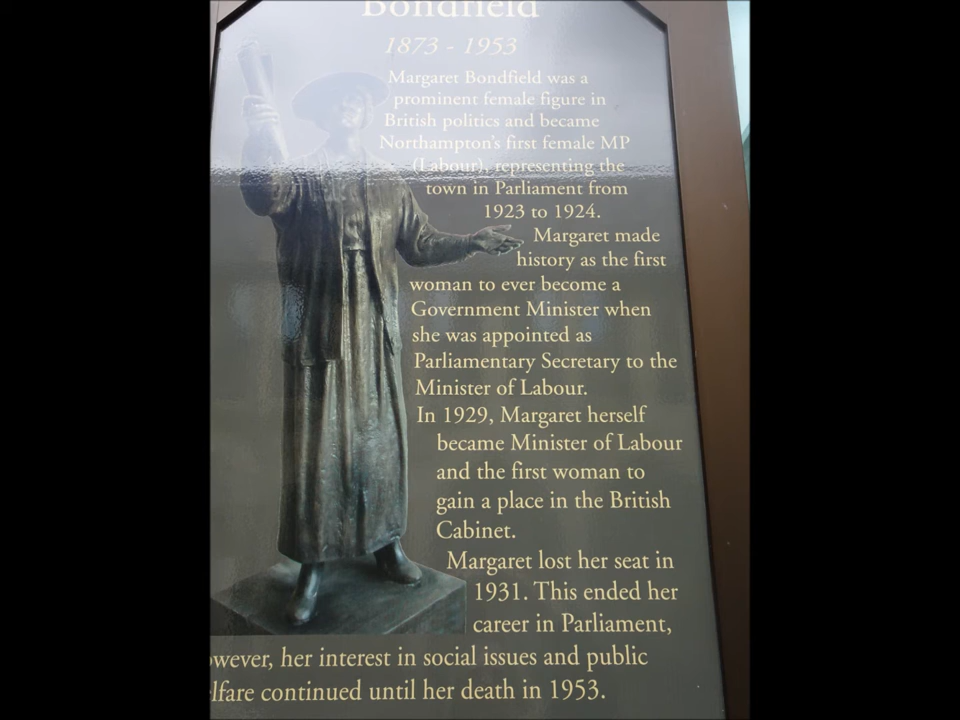 Bondfield
1873 - 1953
Margaret Bondfield was a
prominent female figure in
British politics and became
Northampton's first female MP
(Labour), representing the
town in Parliament from
1923 to 1924.
Margaret made
history as the first
woman to ever become a
Government Minister when
she was appointed as
Parliamentary Secretary to the
Minister of Labour.
In 1929, Margaret herself
became Minister of Labour
and the first woman to
gain a place in the British
Cabinet.
Margaret lost her seat in
1931. This ended her
career in Parliament,
owever, her interest in social issues and public
elfare continued until her death in 1953.